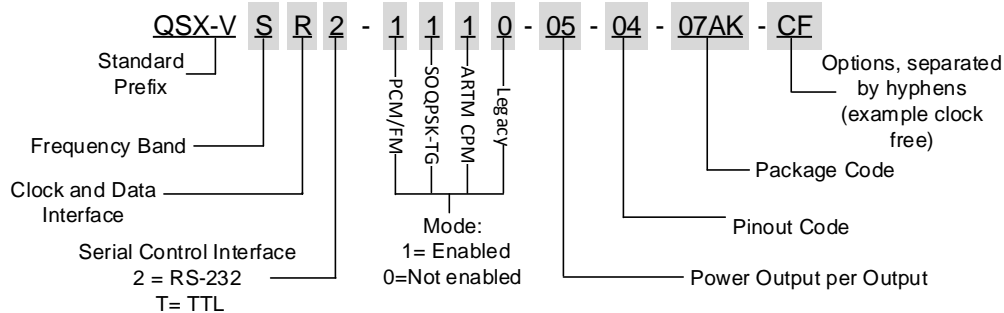 QSX-V S R 2 - 1 1 1 0 - 05 - 04 - 07AK - CF
Standard
Prefix
Frequency Band
Clock and Data
Interface
Serial Control Interface
2 = RS-232
T= TTL
PCM/FM
SOQPSK-TG
ARTM CPM
Legacy
Mode:
1= Enabled
0=Not enabled
Options, separated
by hyphens
(example clock
free)
Package Code
Pinout Code
Power Output per Output